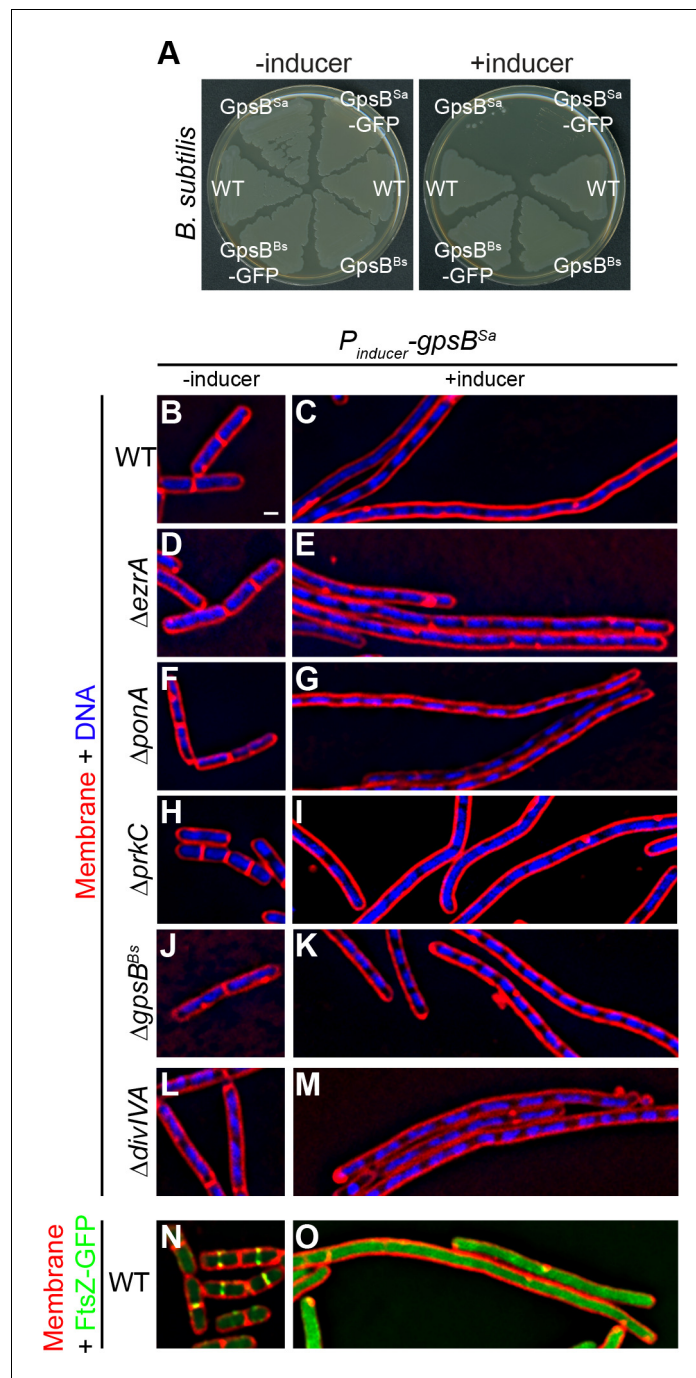 A
-inducer
+inducer
B. subtilis
GpsBSa
GpsBSa
-GFP
WT
WT
GpsBBs
-GFP
GpsBBs
GpsBSa
GpsBSa
-GFP
WT
WT
GpsBBs
-GFP
GpsBBs
Pinducer-gpsBSa
-inducer
+inducer
Membrane + DNA
WT
B
C
ΔezrA
D
E
ΔponA
F
G
ΔprkC
H
I
ΔgpsBBs
J
K
ΔdivIVA
L
M
Membrane
+ FtsZ-GFP
WT
N
O